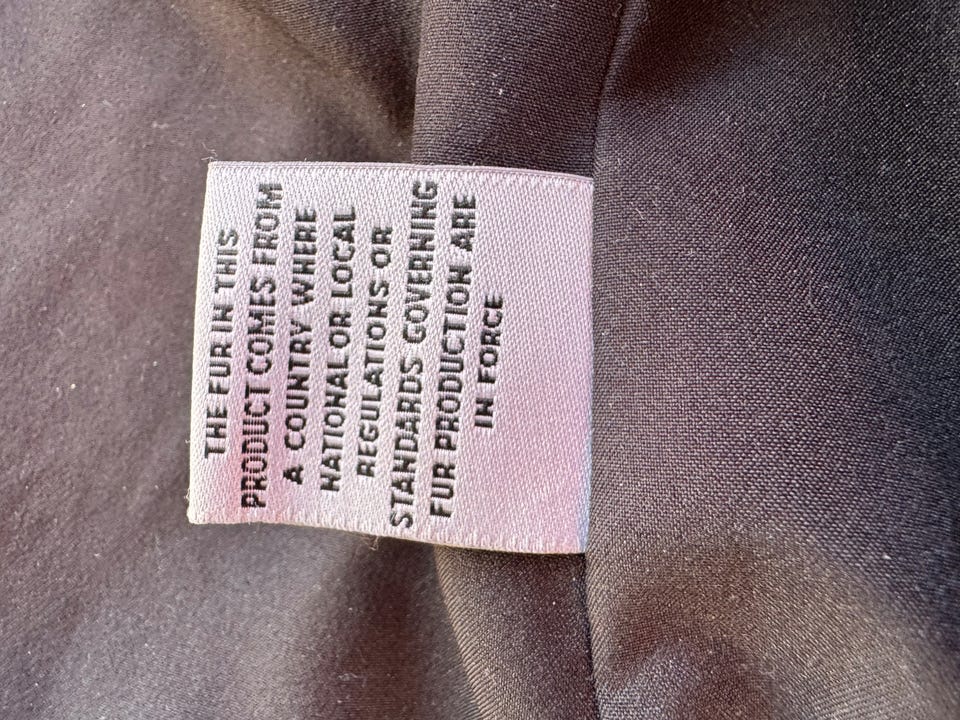 THE FUR IN THIS
PRODUCT COMES FROM
A COUNTRY WHERE
NATIONAL OR LOCAL
REGULATIONS OR
STANDARDS GOVERNING
FUR PRODUCTION ARE
IN FORCE